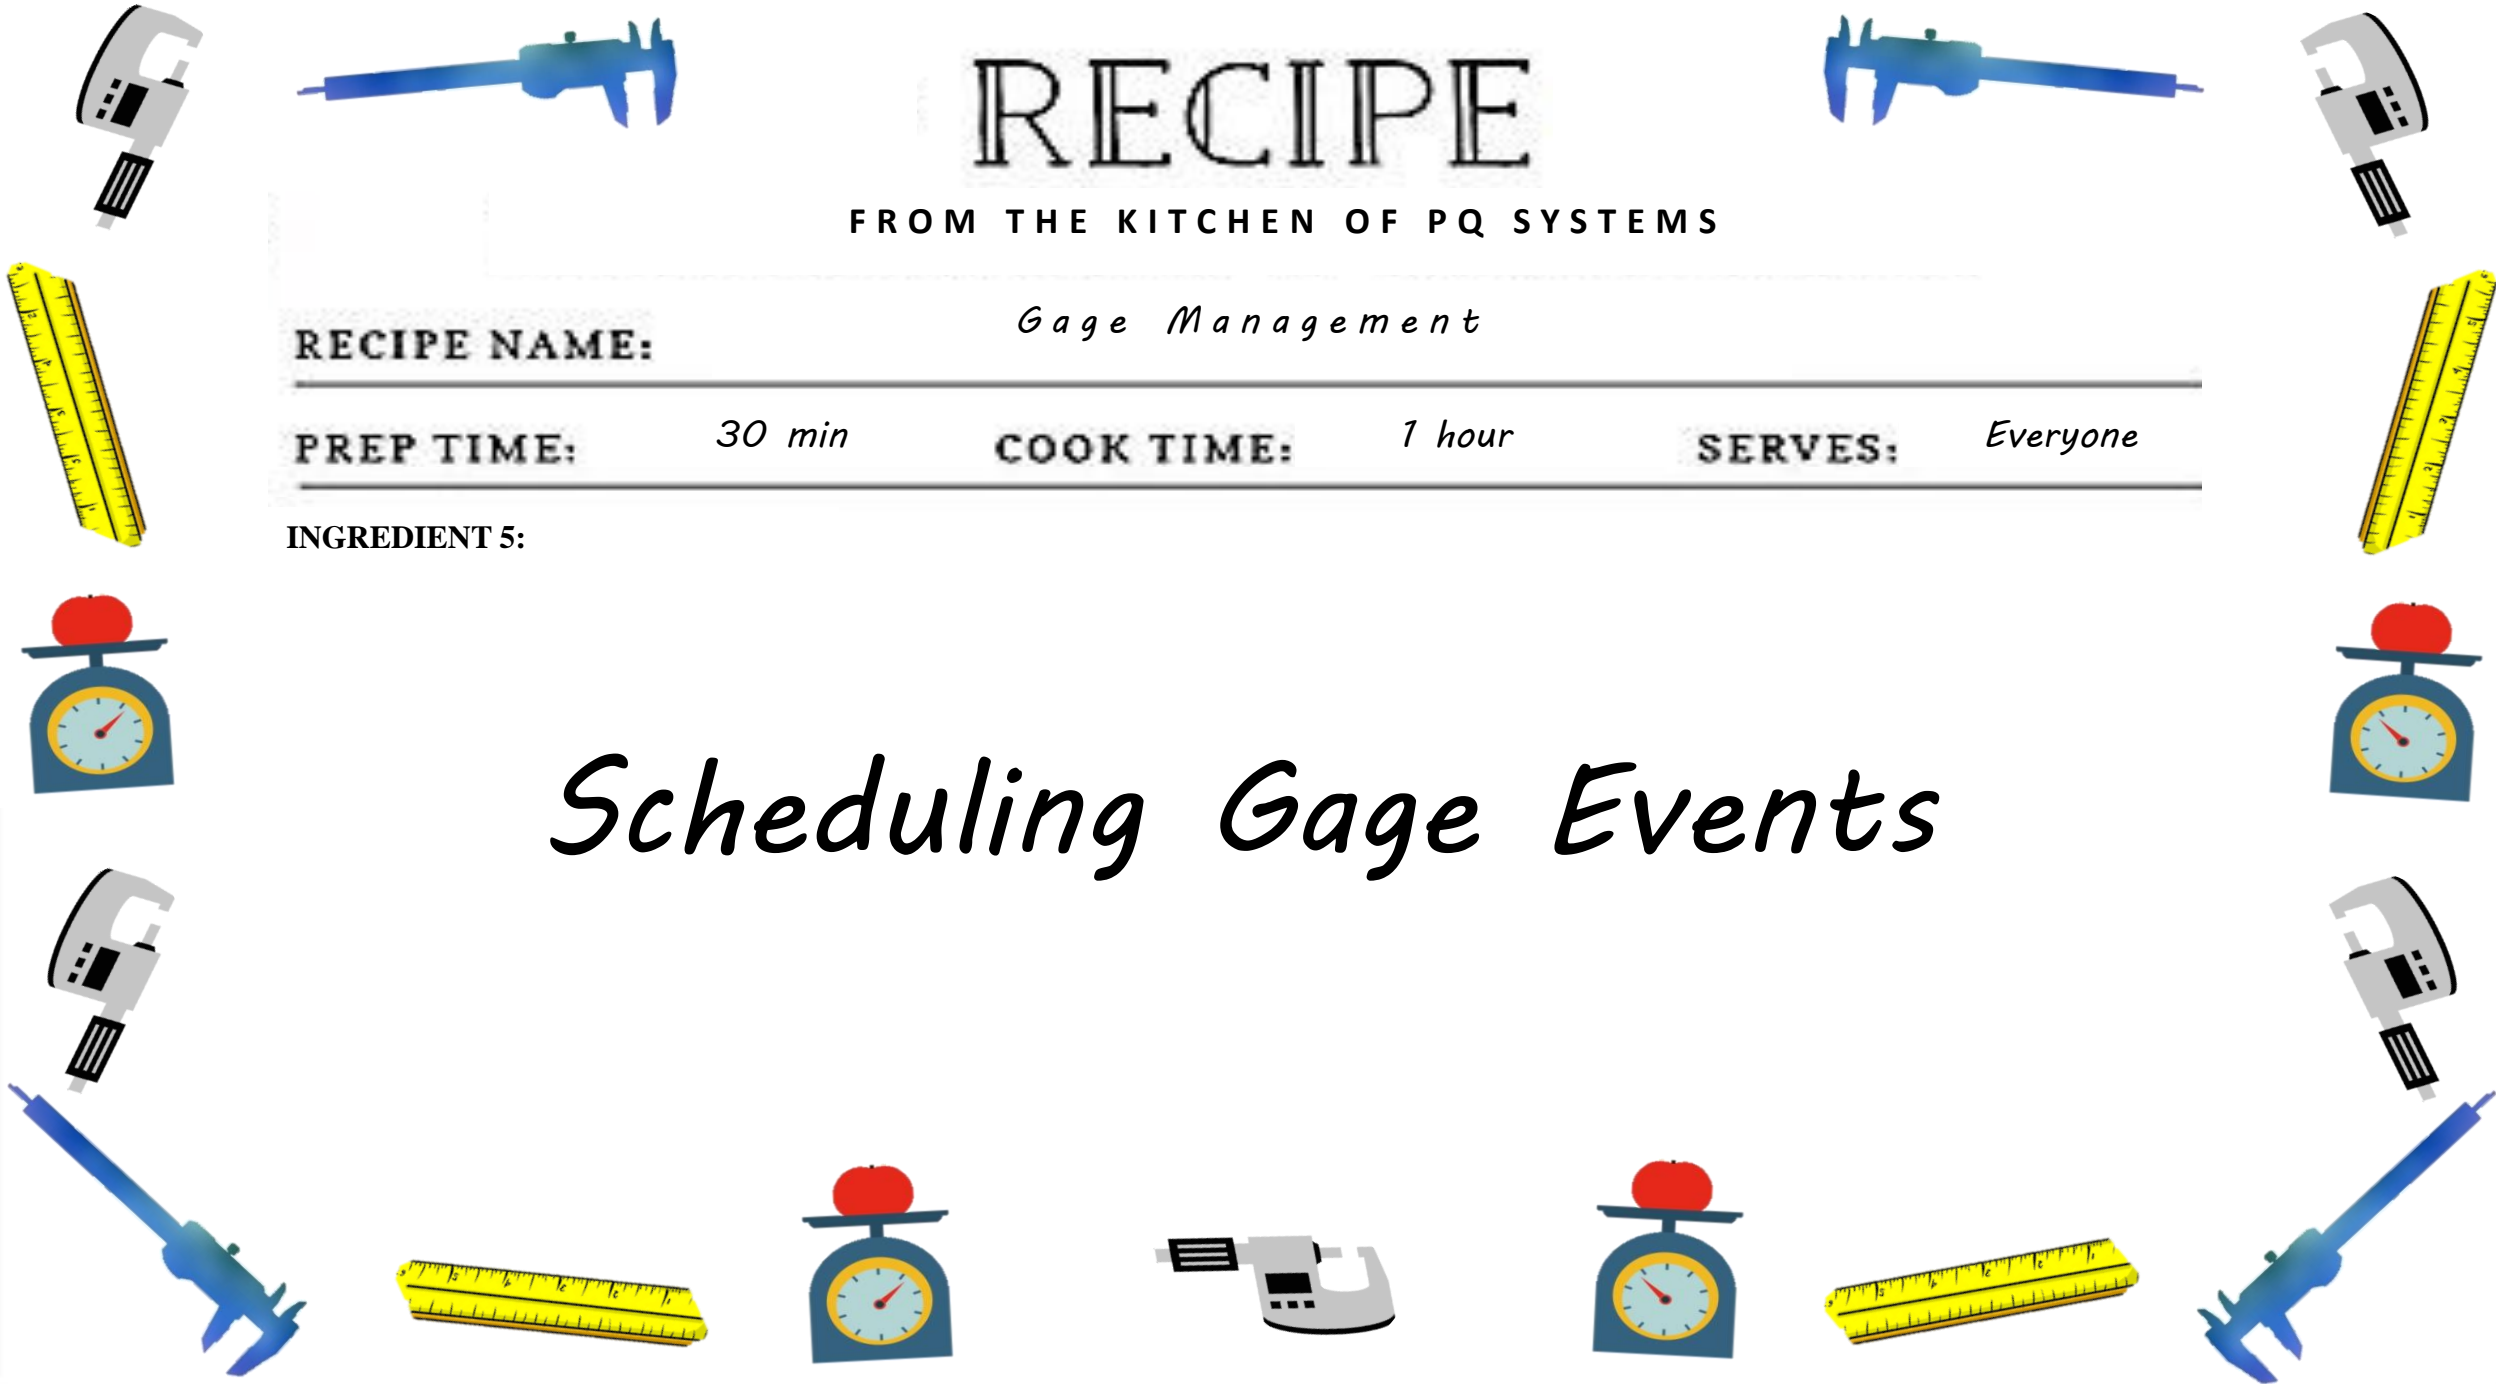 RECIPE
FROM THE KITCHEN OF PQ SYSTEMS
RECIPE NAME: Gage Management
PREP TIME: 30 min COOK TIME: 1 hour SERVES: Everyone
INGREDIENT 5:
Scheduling Gage Events